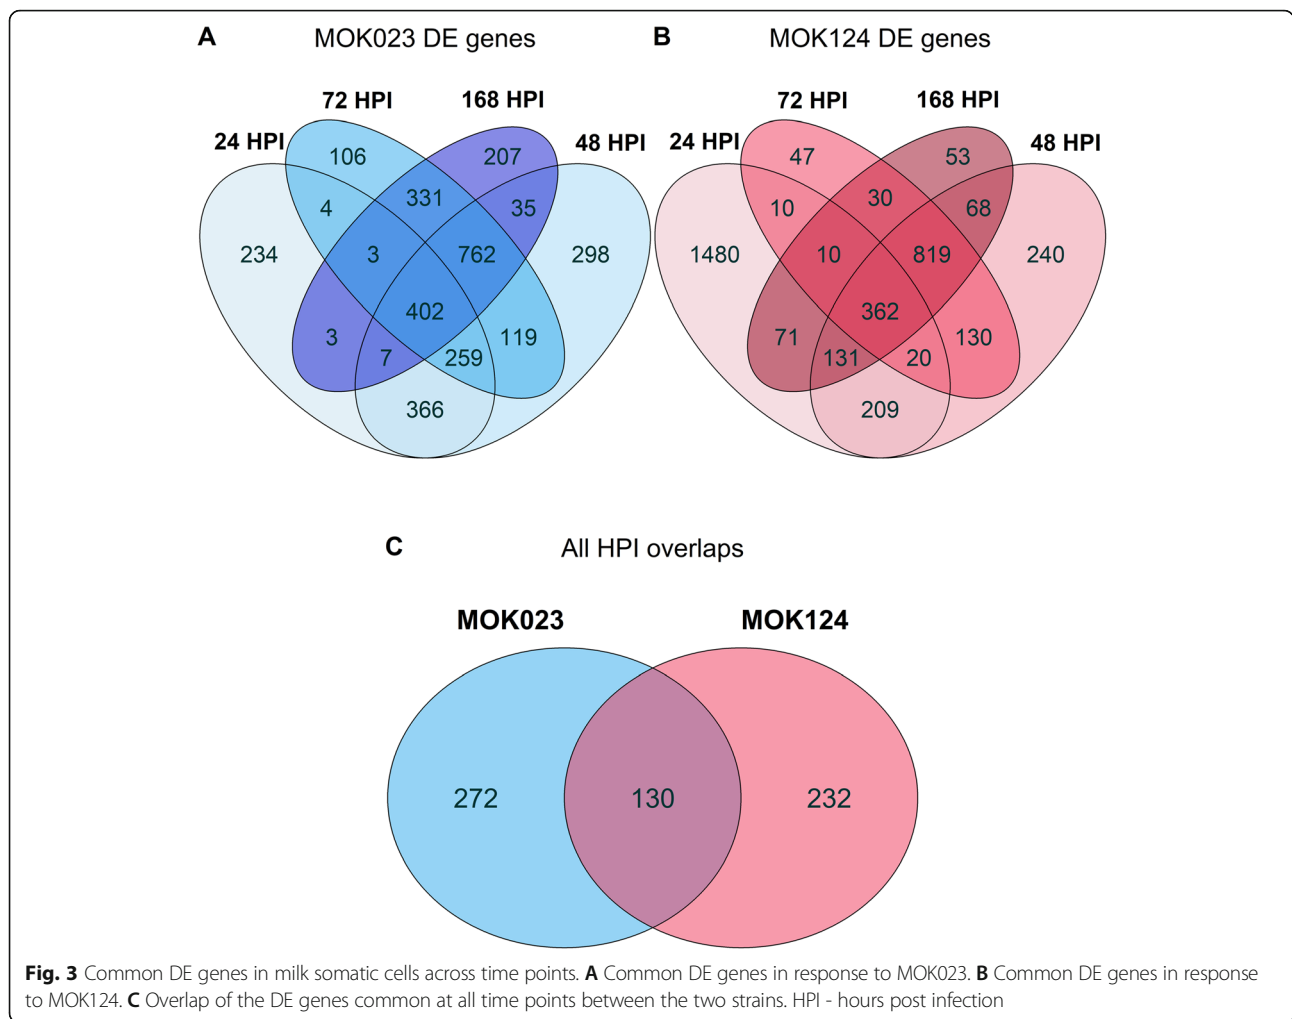 A MOK023 DE genes
B MOK124 DE genes
72 HPI 168 HPI
24 HPI 48 HPI
106 207
331 35
4
234 3 762 298
402
3 7 259 119
366
72 HPI 168 HPI
24 HPI 48 HPI
47 53
30 68
10
1480 10 819 240
362
71 131 20 130
209
C All HPI overlaps
MOK023 MOK124
272 130 232
Fig. 3 Common DE genes in milk somatic cells across time points. A Common DE genes in response to MOK023. B Common DE genes in response
to MOK124. C Overlap of the DE genes common at all time points between the two strains. HPI - hours post infection